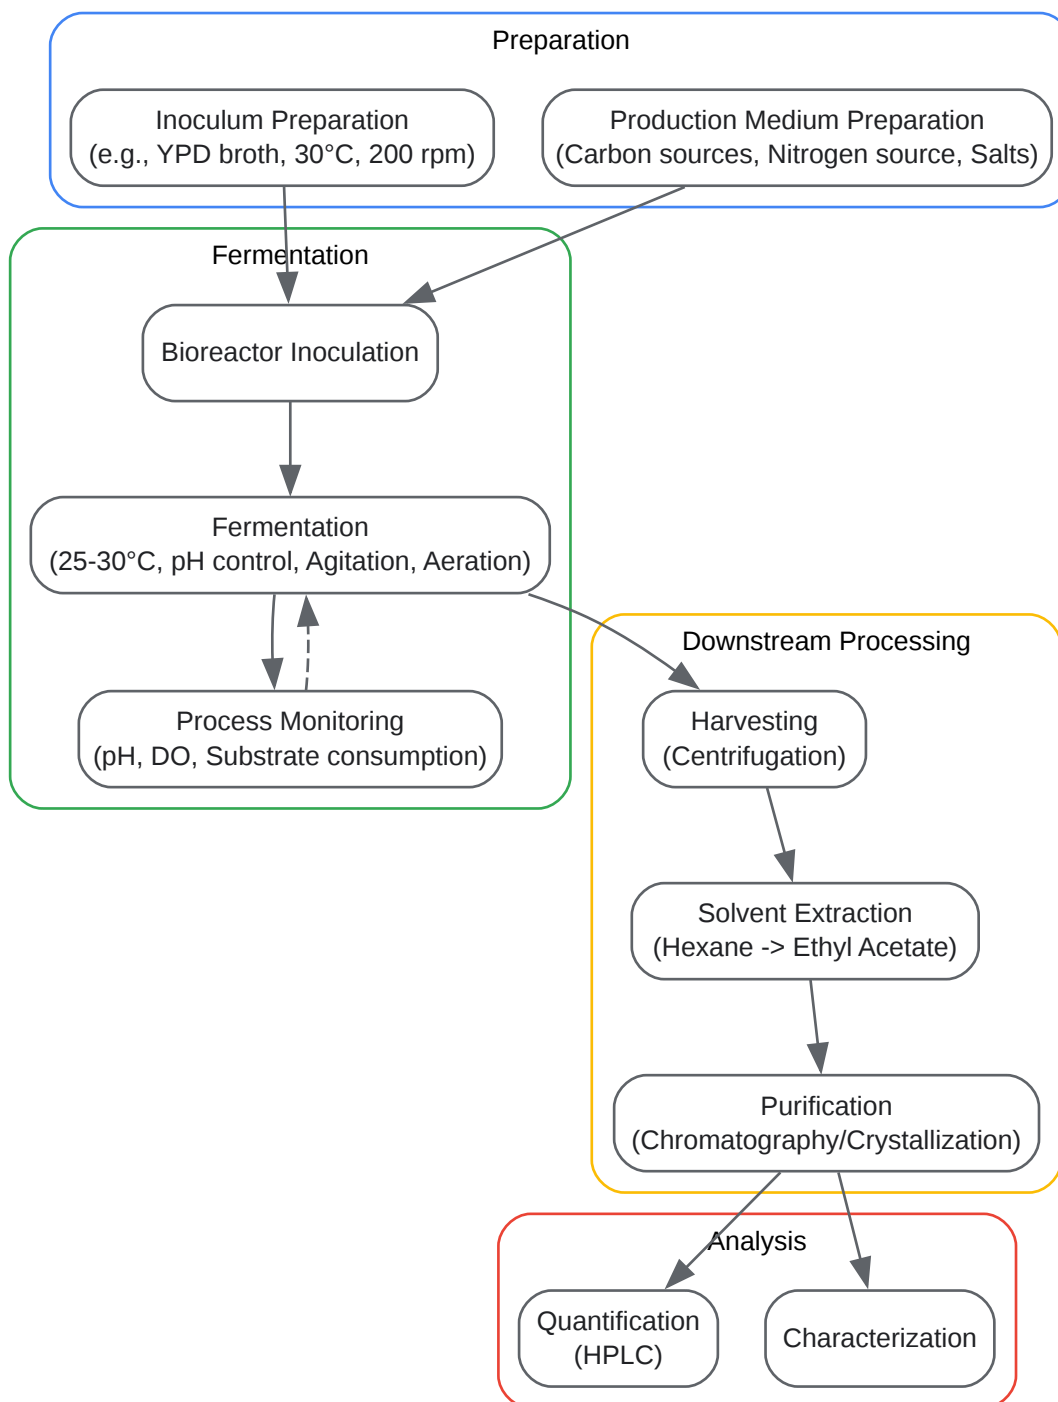 Preparation
Inoculum Preparation
(e.g., YPD broth, 30°C, 200 rpm)
Production Medium Preparation
(Carbon sources, Nitrogen source, Salts)
Fermentation
Bioreactor Inoculation
Fermentation
(25-30°C, pH control, Agitation, Aeration)
Process Monitoring
(pH, DO, Substrate consumption)
Downstream Processing
Harvesting
(Centrifugation)
Solvent Extraction
(Hexane -> Ethyl Acetate)
Purification
(Chromatography/Crystallization)
Analysis
Quantification
(HPLC)
Characterization